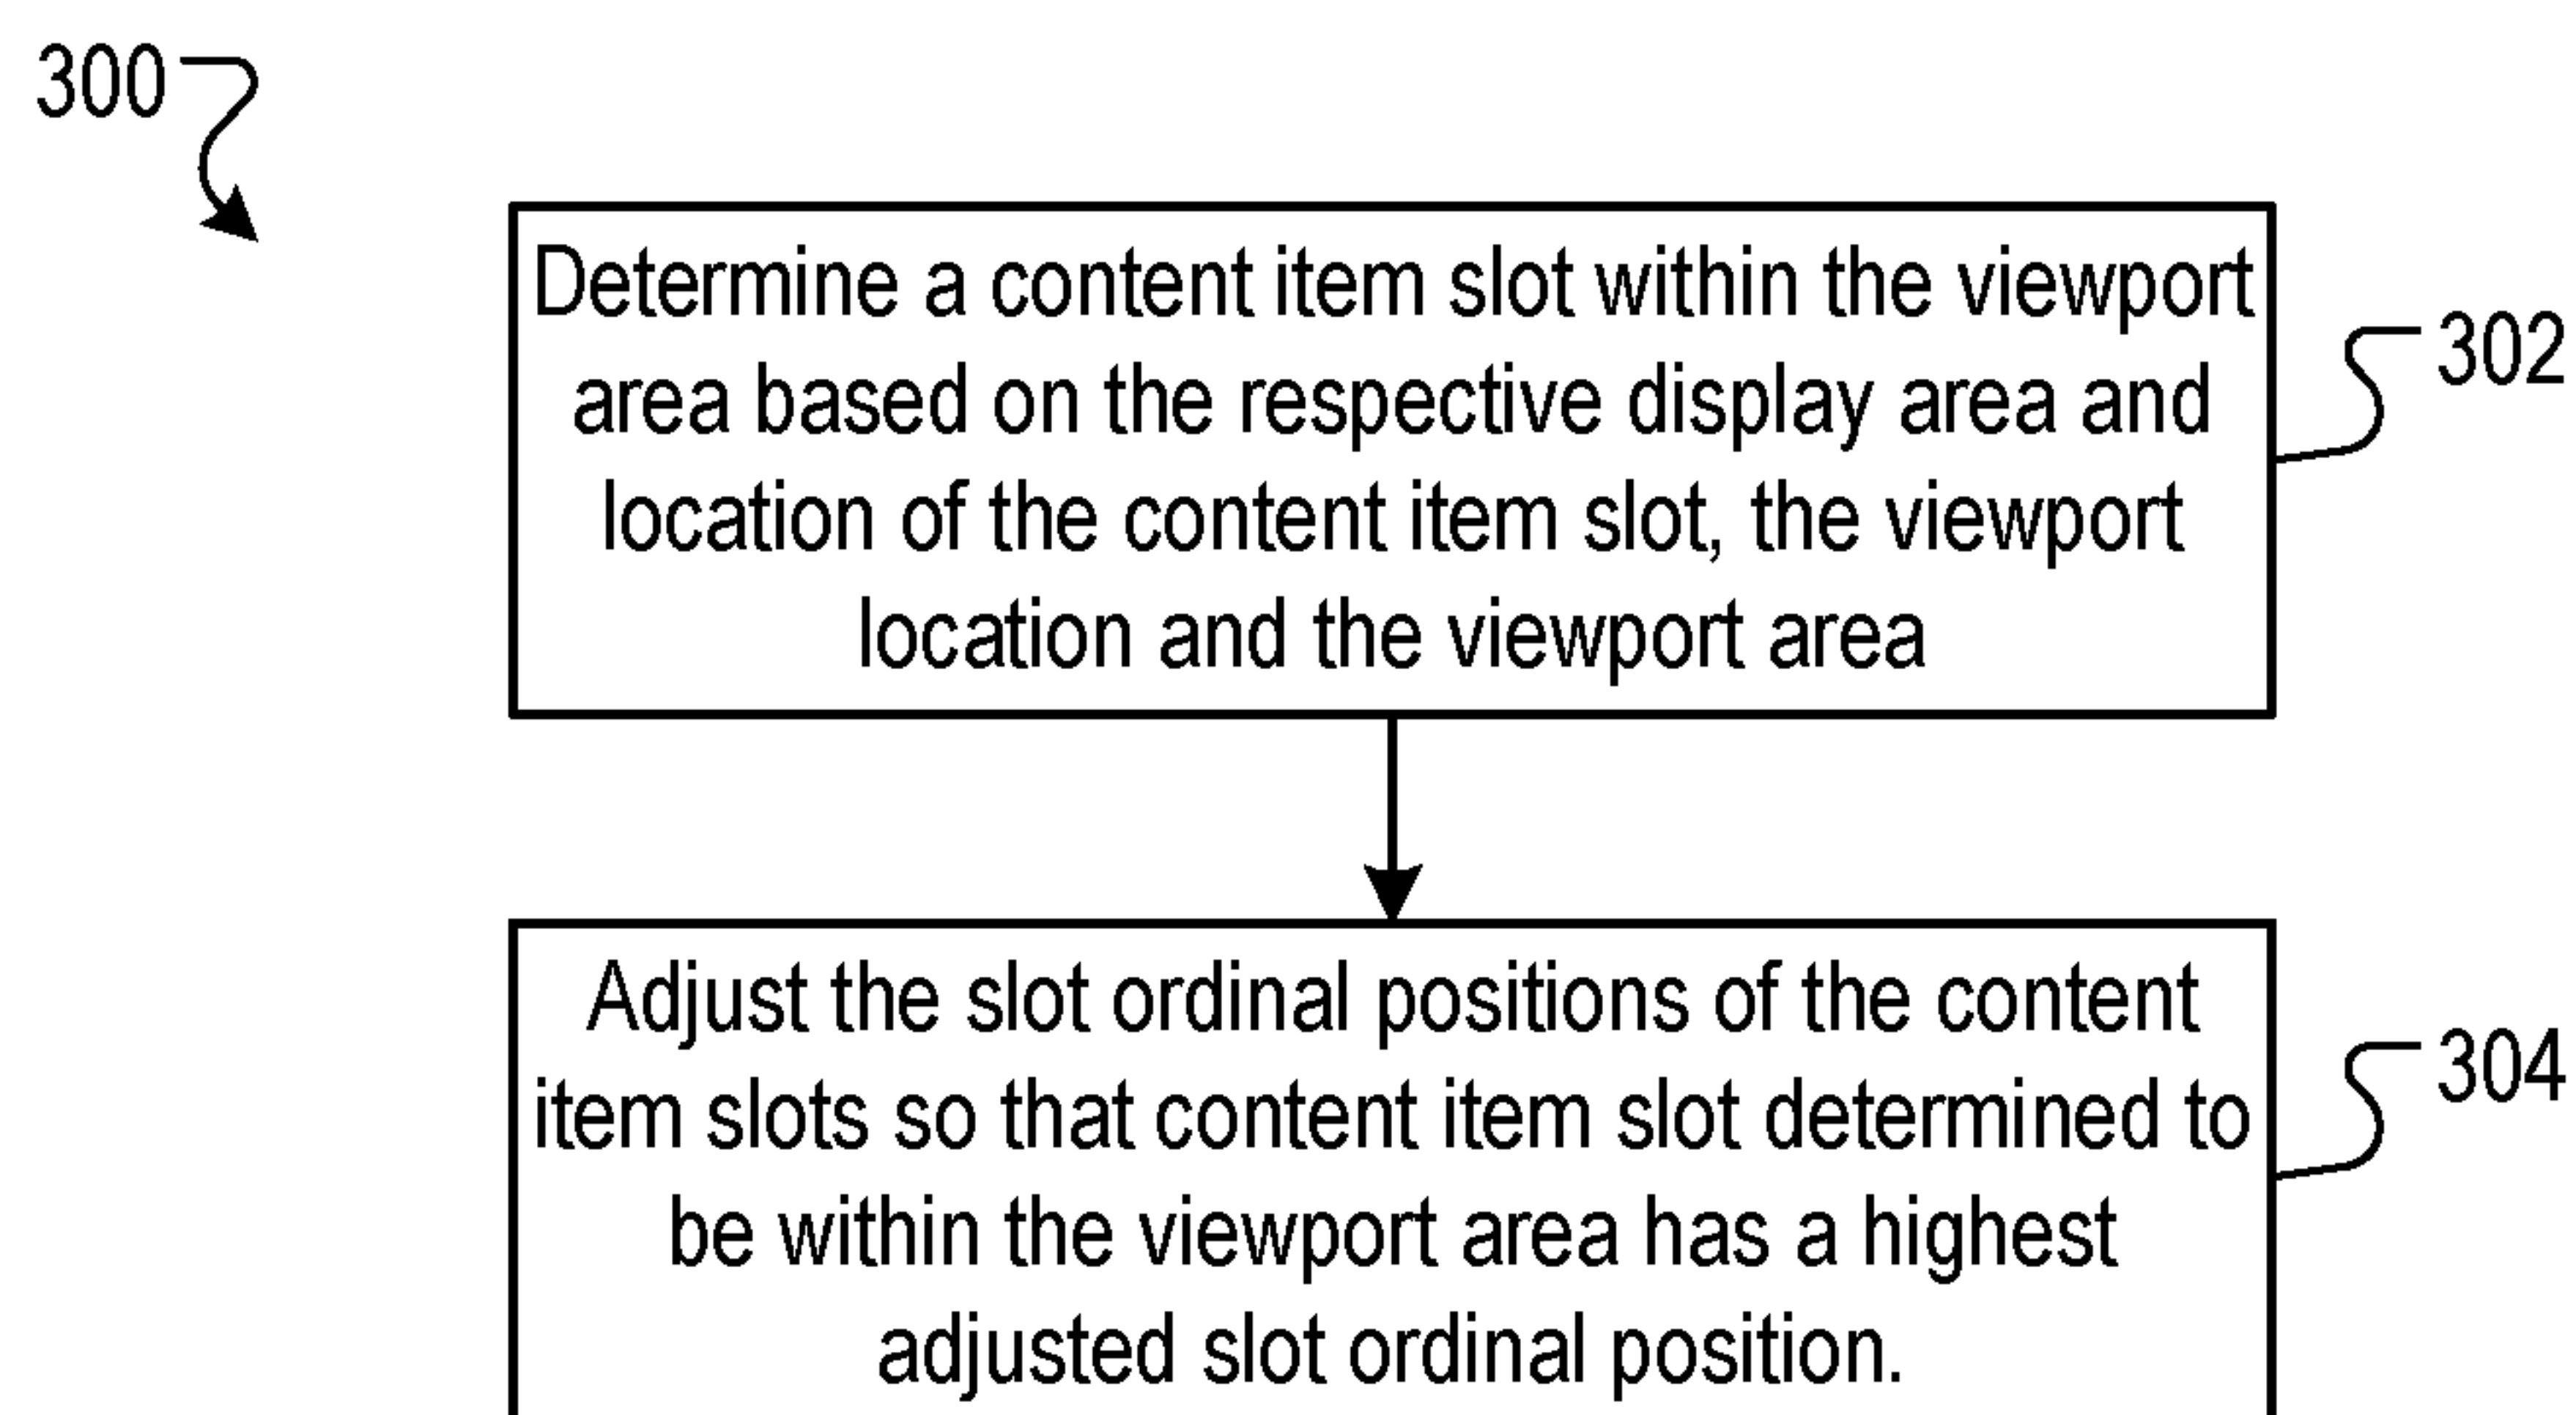 300
Determine a content item slot within the viewport
area based on the respective display area and
location of the content item slot, the viewport
location and the viewport area
302
Adjust the slot ordinal positions of the content
item slots so that content item slot determined to
be within the viewport area has a highest
adjusted slot ordinal position.
304